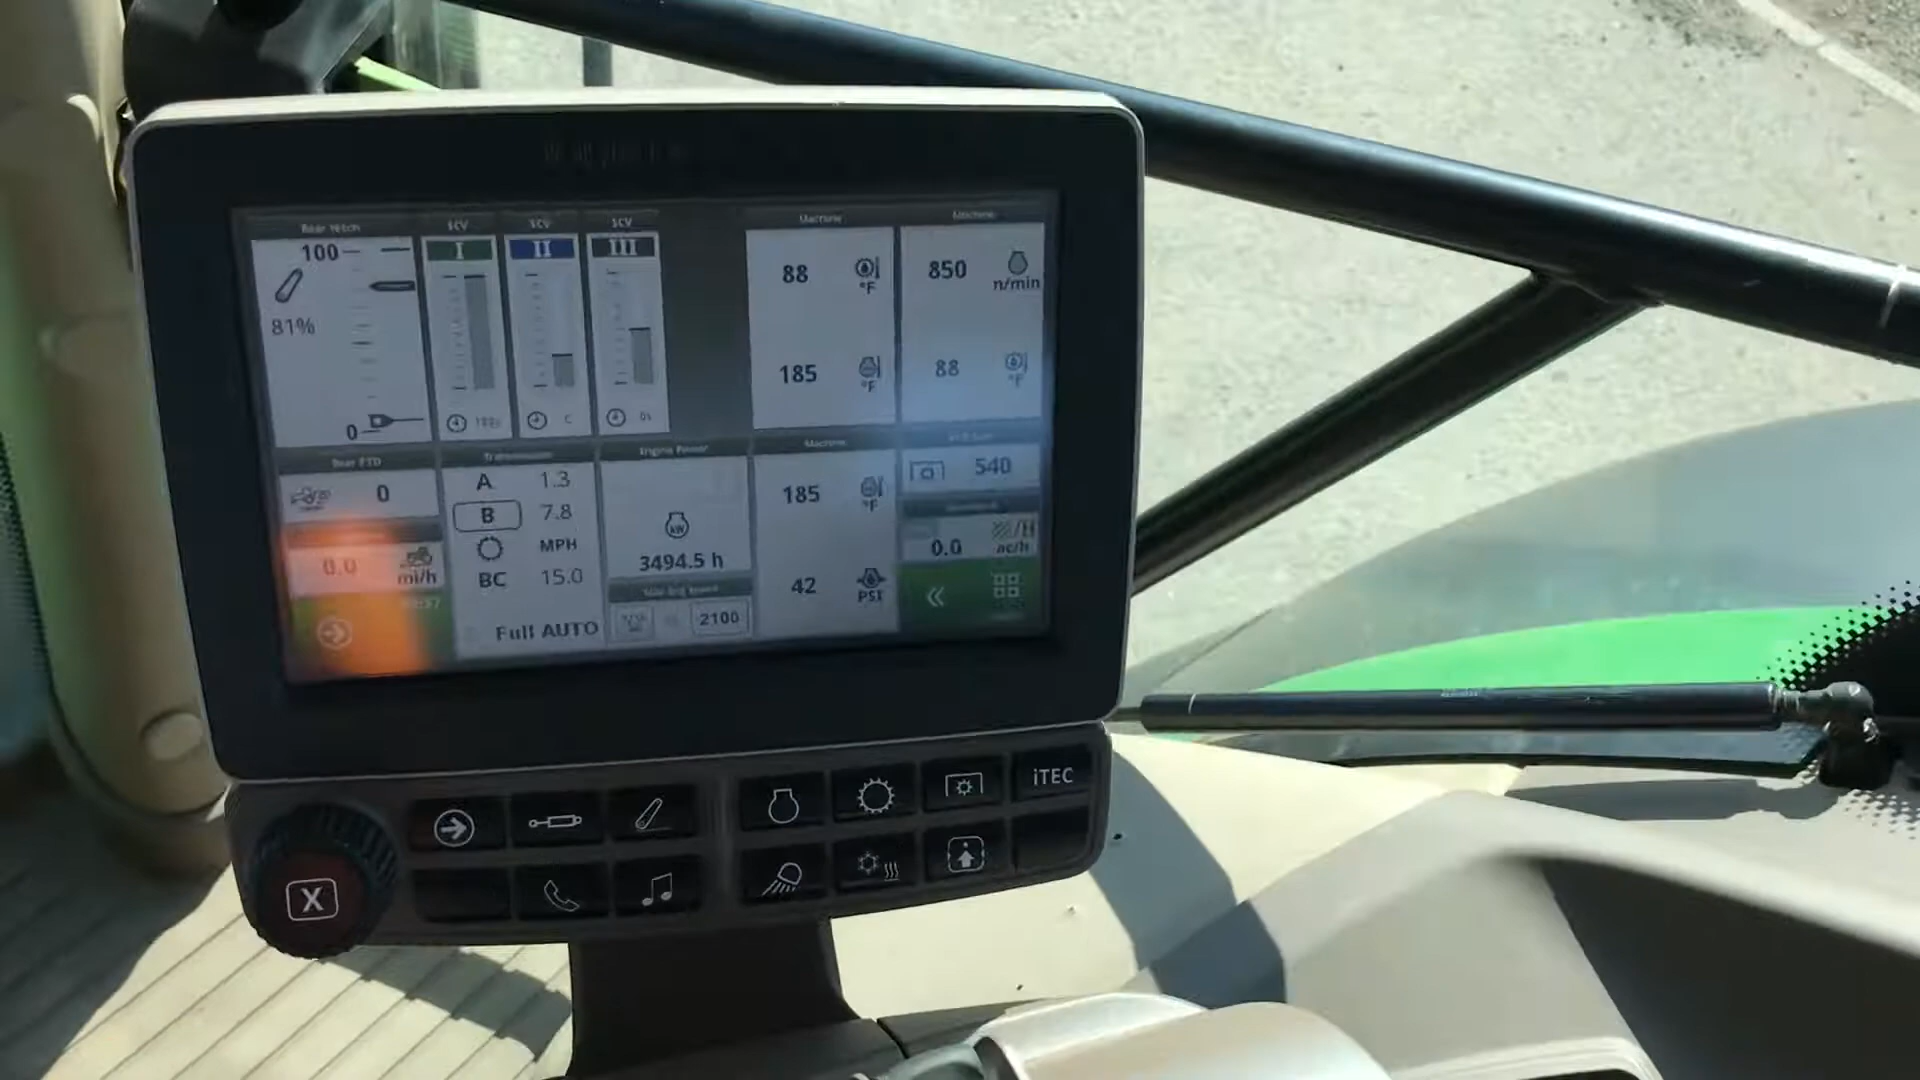 Rear Hitch
100
81%
0
SCV
I
SCV
II
SCV
III
C
0s
Machine
88
°F
185
°F
Machine
850
n/min
88
°F
Rear PTO
0
0.0
mi/h
Transmission
A 1.3
B 7.8
MPH
BC 15.0
Full AUTO
Engine Power
kW
3494.5 h
2100
Machine
185
°F
42
PSI
540
0.0
ac/h
«
iTEC
X